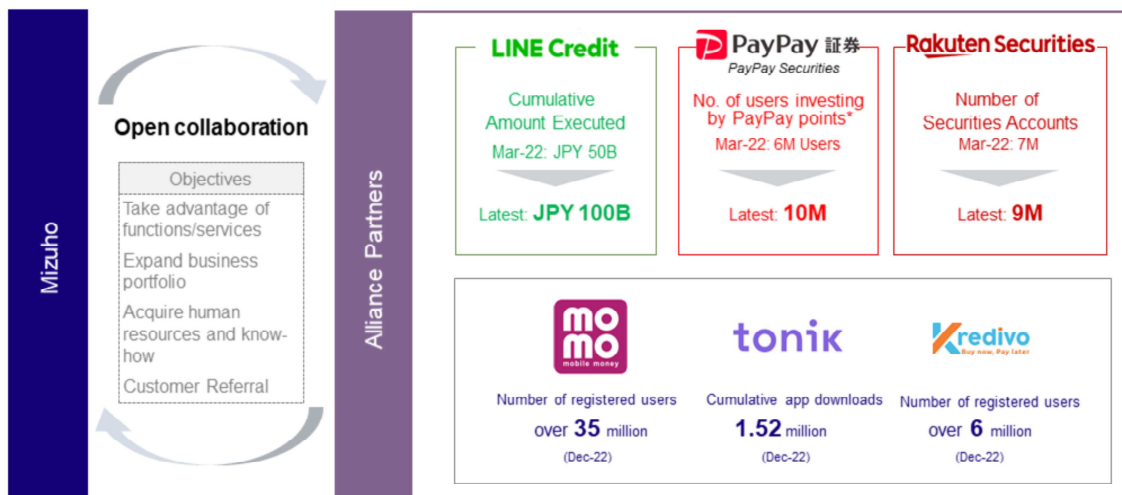 Mizuho
Open collaboration
Objectives
Take advantage of
functions/services
Expand business
portfolio
Acquire human
resources and know-
how
Customer Referral
Alliance Partners
LINE Credit
Cumulative
Amount Executed
Mar-22: JPY 50B
Latest: JPY 100B
PayPay 証券
PayPay Securities
No. of users investing
by PayPay points*
Mar-22: 6M Users
Latest: 10M
Rakuten Securities
Number of
Securities Accounts
Mar-22: 7M
Latest: 9M
mo
mo
mobile money
Number of registered users
over 35 million
(Dec-22)
tonik
Cumulative app downloads
1.52 million
(Dec-22)
Kredivo
Buy now, Pay later
Number of registered users
over 6 million
(Dec-22)